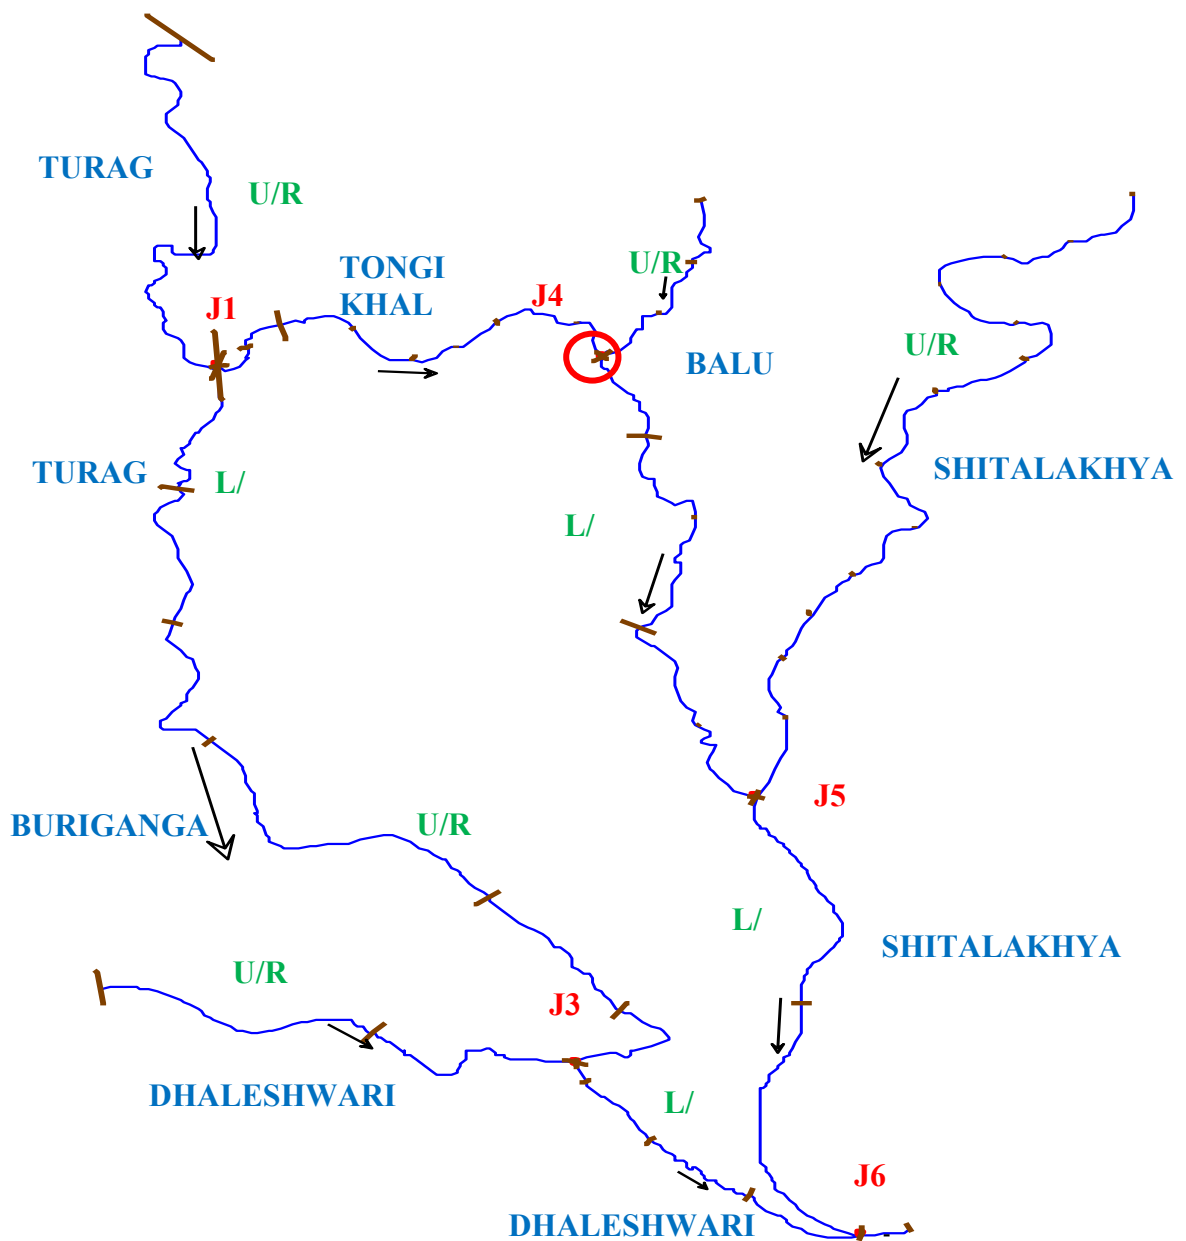 TURAG
U/R
TONGI
KHAL
U/R
J1
J4
U/R
BALU
TURAG
L/
SHITALAKHYA
L/
J5
BURIGANGA
U/R
L/
SHITALAKHYA
U/R
J3
DHALESHWARI
L/
J6
DHALESHWARI